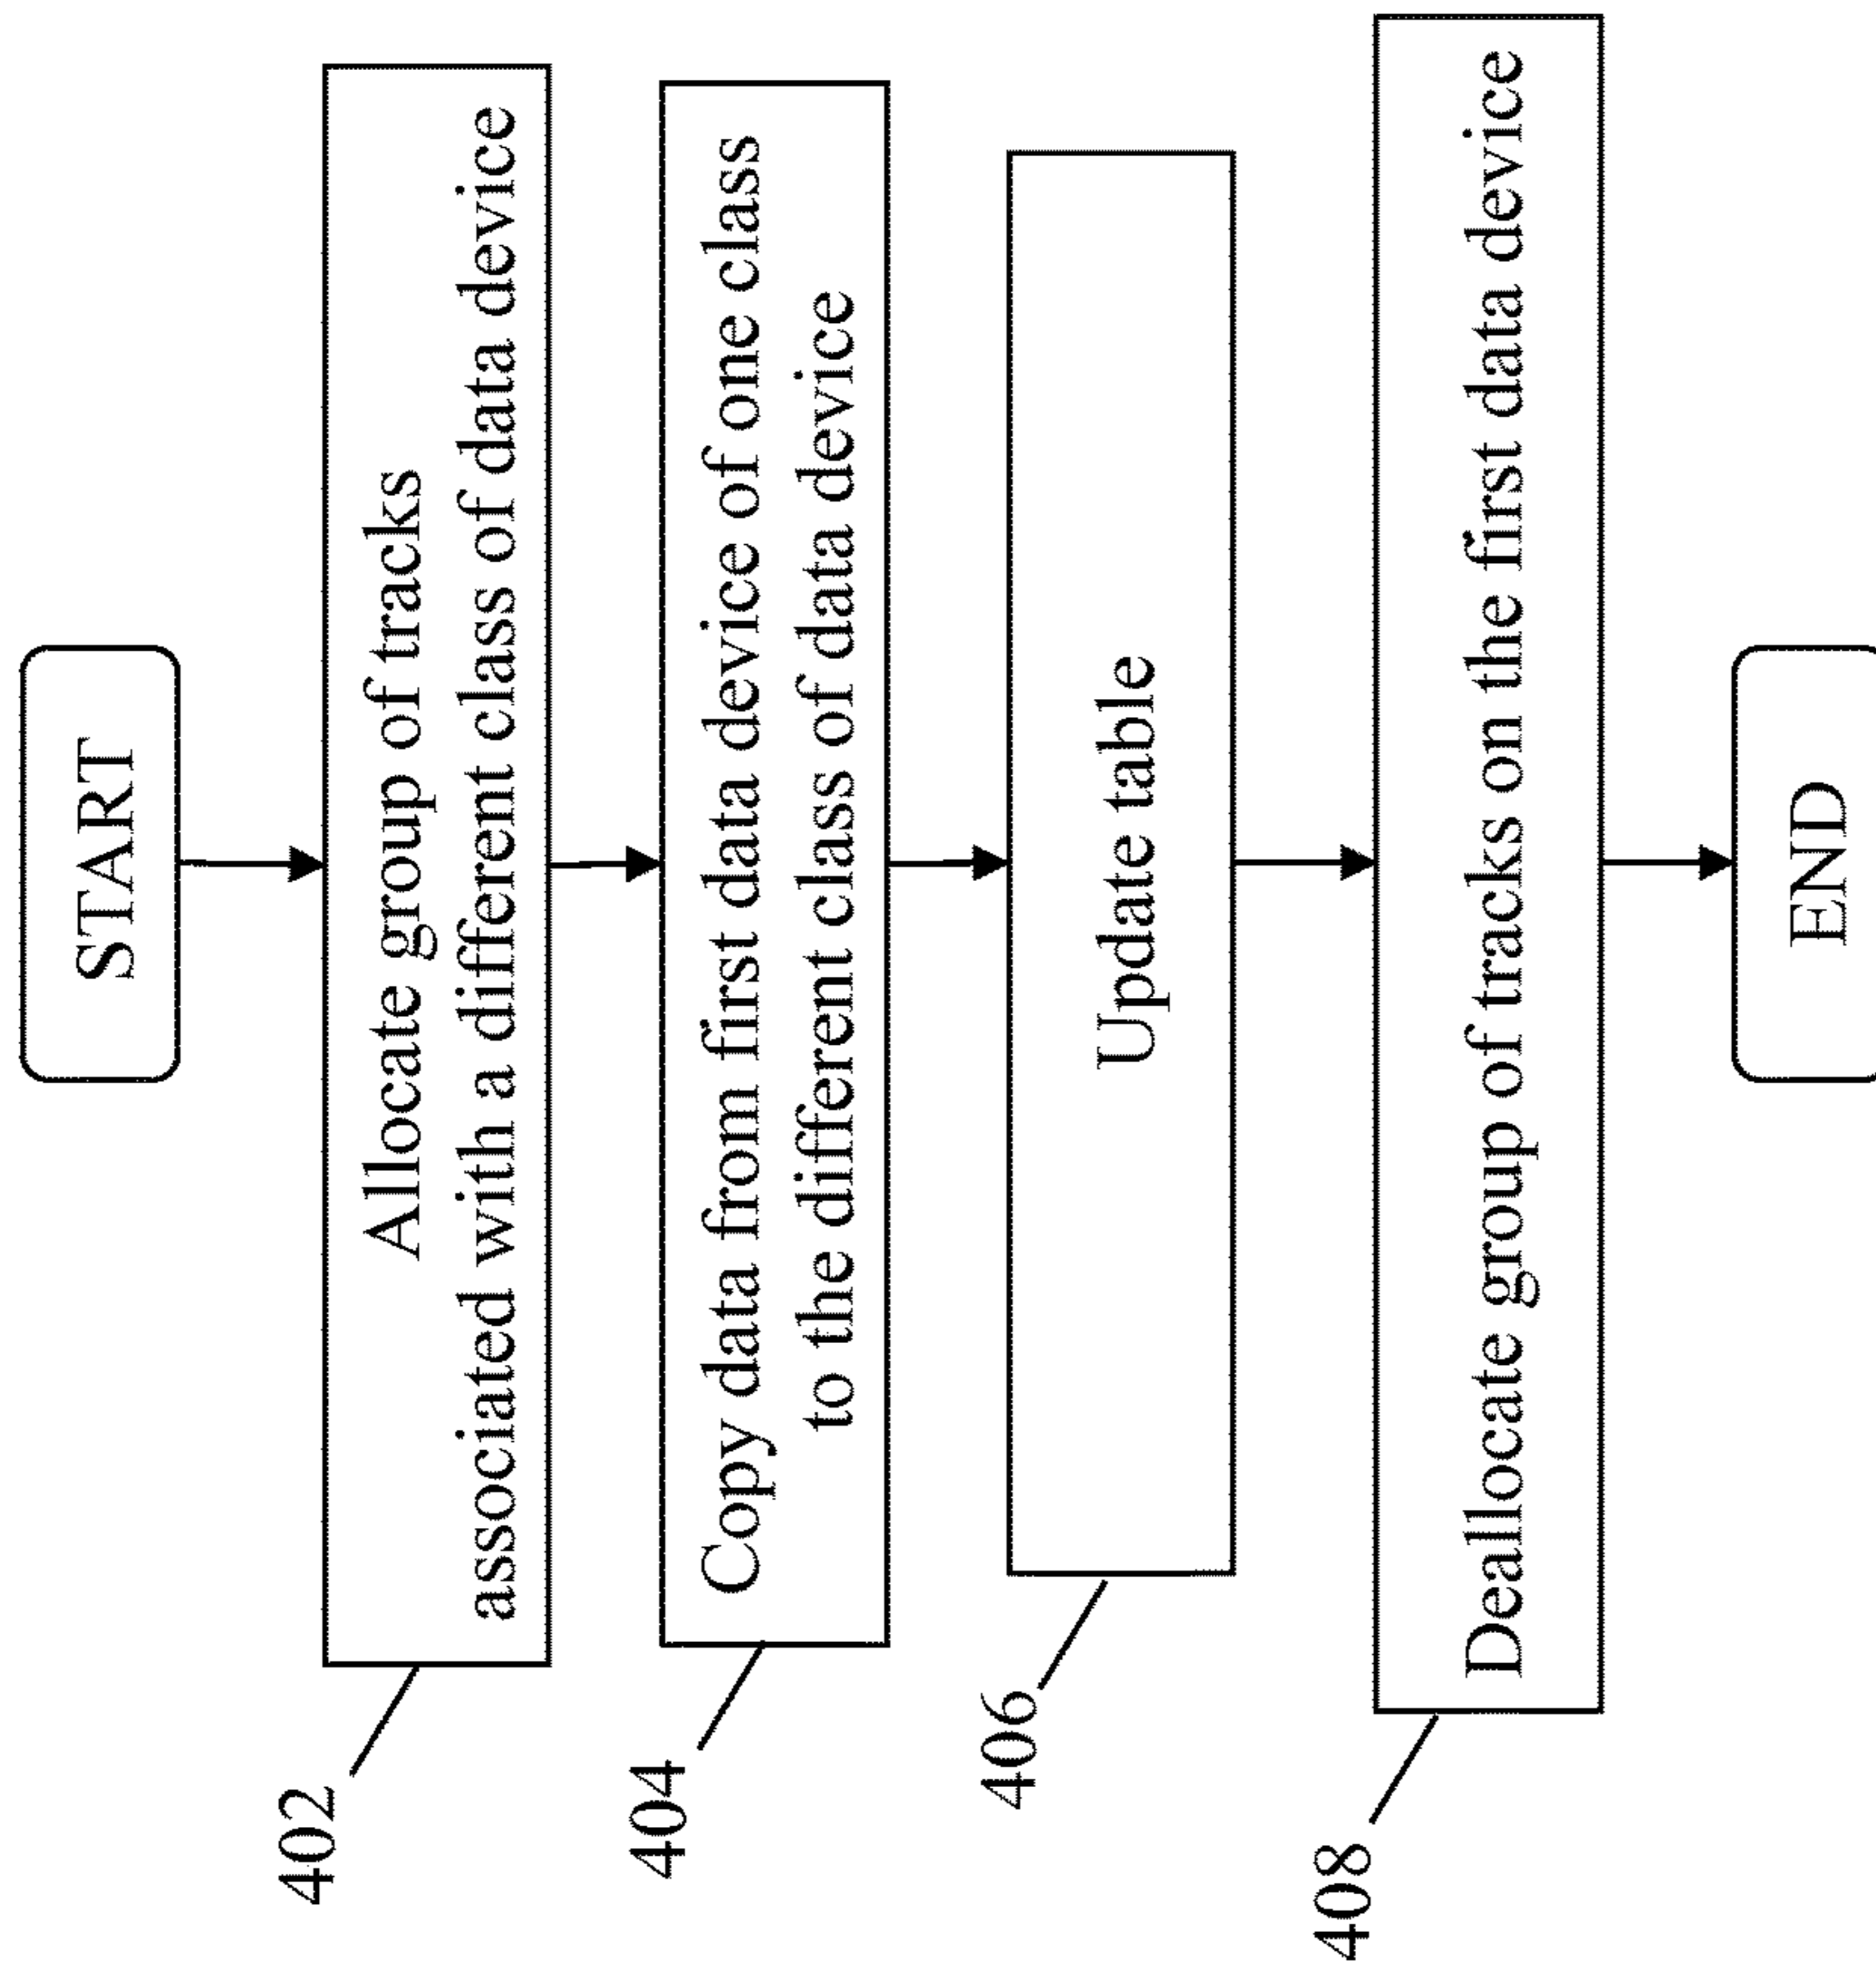 START
402
Allocate group of tracks
associated with a different class of data device
404
Copy data from first data device of one class
to the different class of data device
406
Update table
408
Deallocate group of tracks on the first data device
END